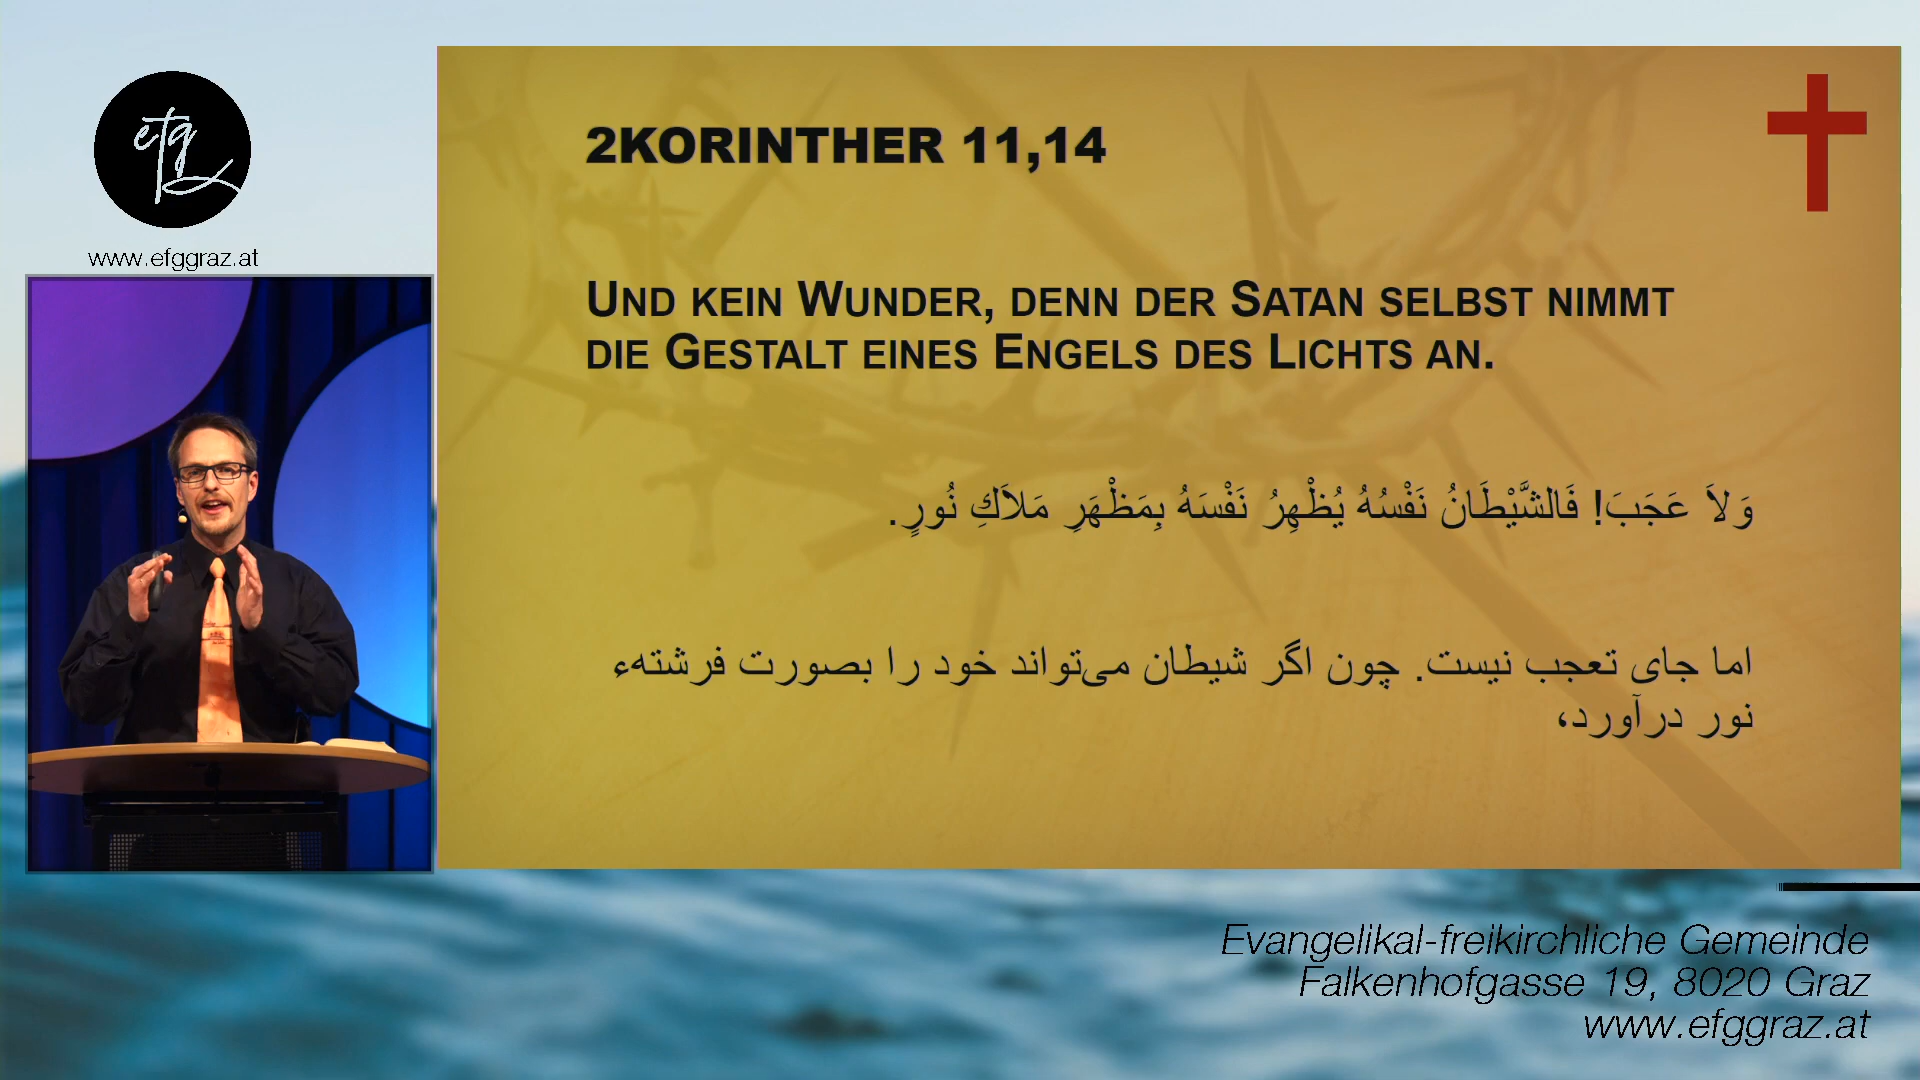 efg
www.efggraz.at
2KORINTHER 11,14
UND KEIN WUNDER, DENN DER SATAN SELBST NIMMT
DIE GESTALT EINES ENGELS DES LICHTS AN.
وَلاَ عَجَبَ! فَالشَّيْطَانُ نَفْسُهُ يُظْهِرُ نَفْسَهُ بِمَظْهَرِ مَلاَكِ نُورٍ.
اما جای تعجب نیست. چون اگر شیطان می‌تواند خود را بصورت فرشتهء
نور درآورد،
Evangelikal-freikirchliche Gemeinde
Falkenhofgasse 19, 8020 Graz
www.efggraz.at